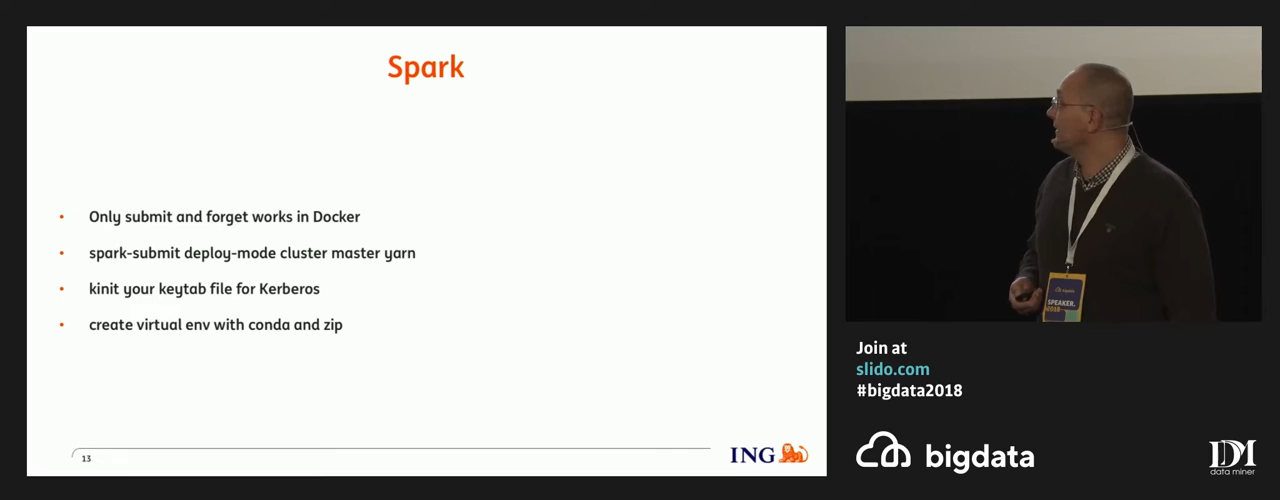 Spark
• Only submit and forget works in Docker
• spark-submit deploy-mode cluster master yarn
• kinit your keytab file for Kerberos
• create virtual env with conda and zip
13
ING
SPEAKER.
2018
Join at
slido.com
#bigdata2018
bigdata
DM
data miner